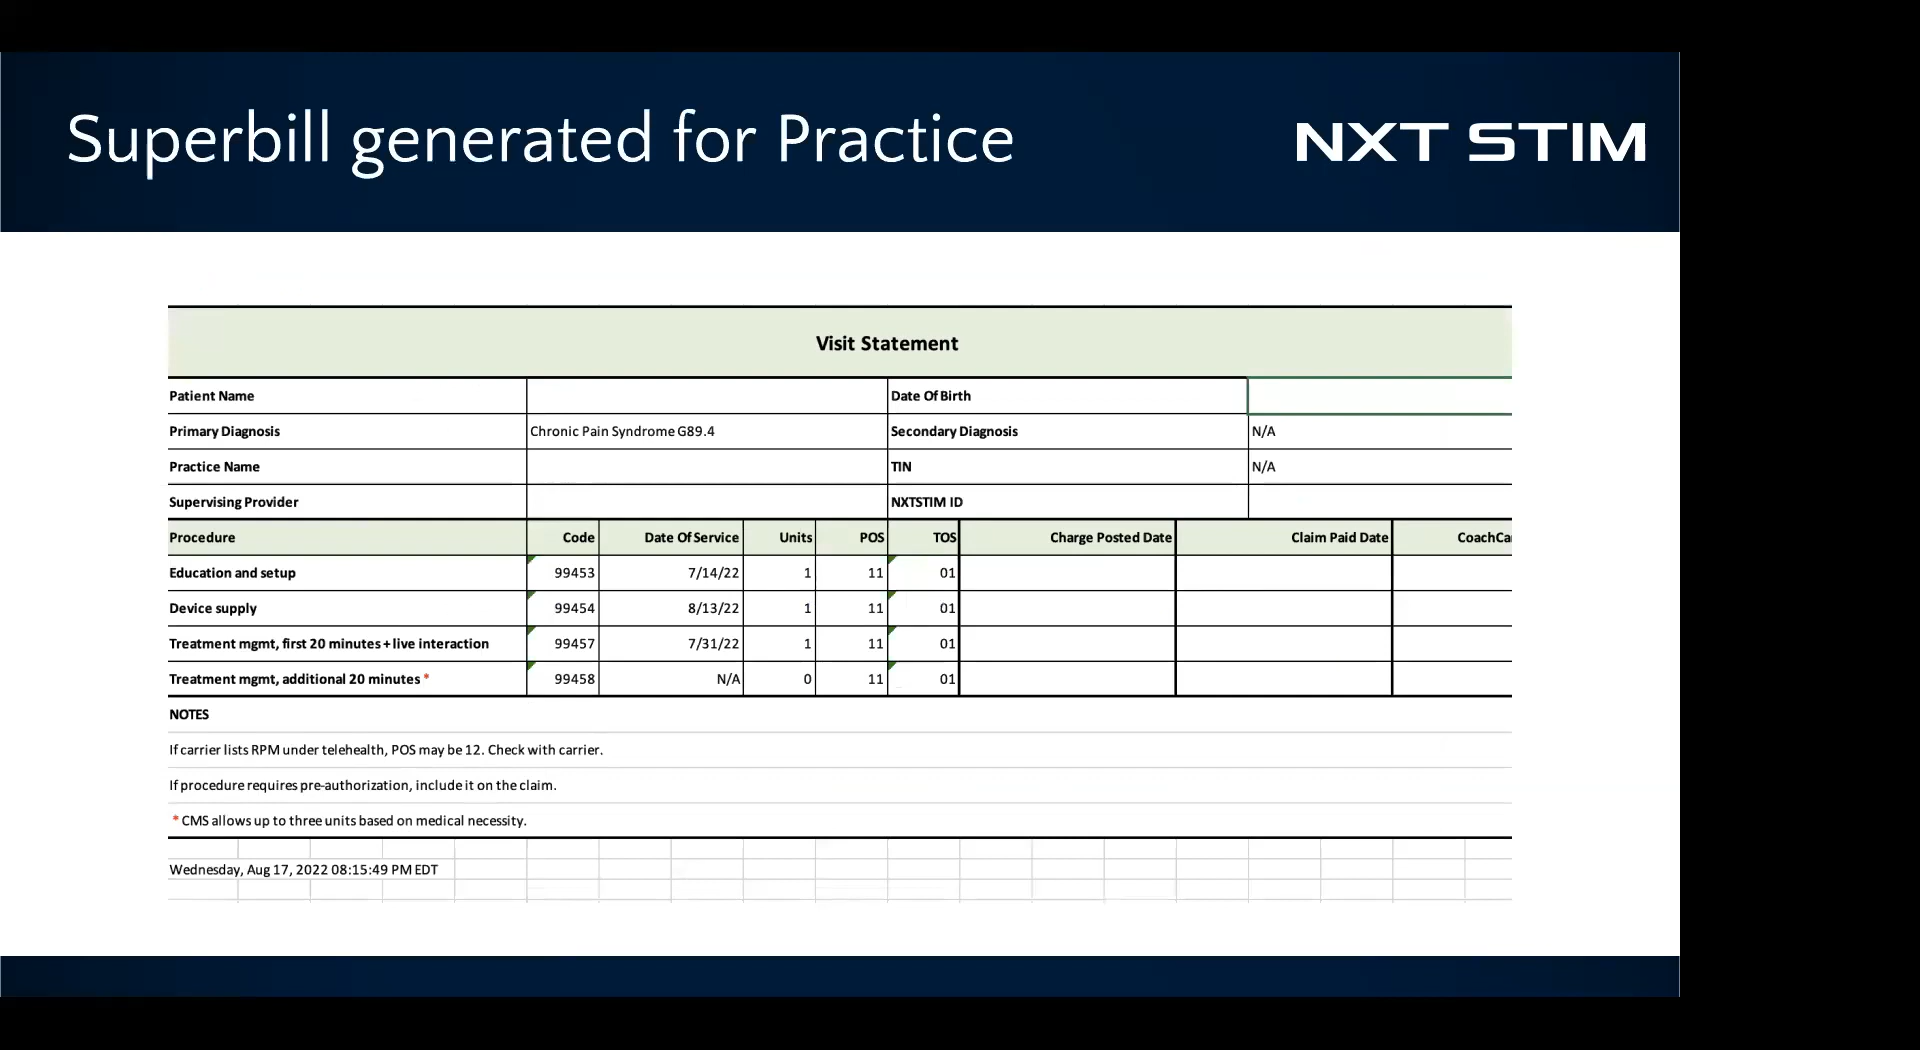 Superbill generated for Practice
NXT STIM
Visit Statement
Patient Name Date Of Birth
Primary Diagnosis Chronic Pain Syndrome G89.4 Secondary Diagnosis N/A
Practice Name TIN N/A
Supervising Provider NXTSTIM ID
Procedure Code Date Of Service Units POS TOS Charge Posted Date Claim Paid Date
Education and setup 99453 7/14/22 1 11 01
Device supply 99454 8/13/22 1 11 01
Treatment mgmt, first 20 minutes + live interaction 99457 7/31/22 1 11 01
Treatment mgmt, additional 20 minutes * 99458 N/A 0 11 01
NOTES
If carrier lists RPM under telehealth, POS may be 12. Check with carrier.
If procedure requires pre-authorization, include it on the claim.
* CMS allows up to three units based on medical necessity.
Wednesday, Aug 17, 2022 08:15:49 PM EDT